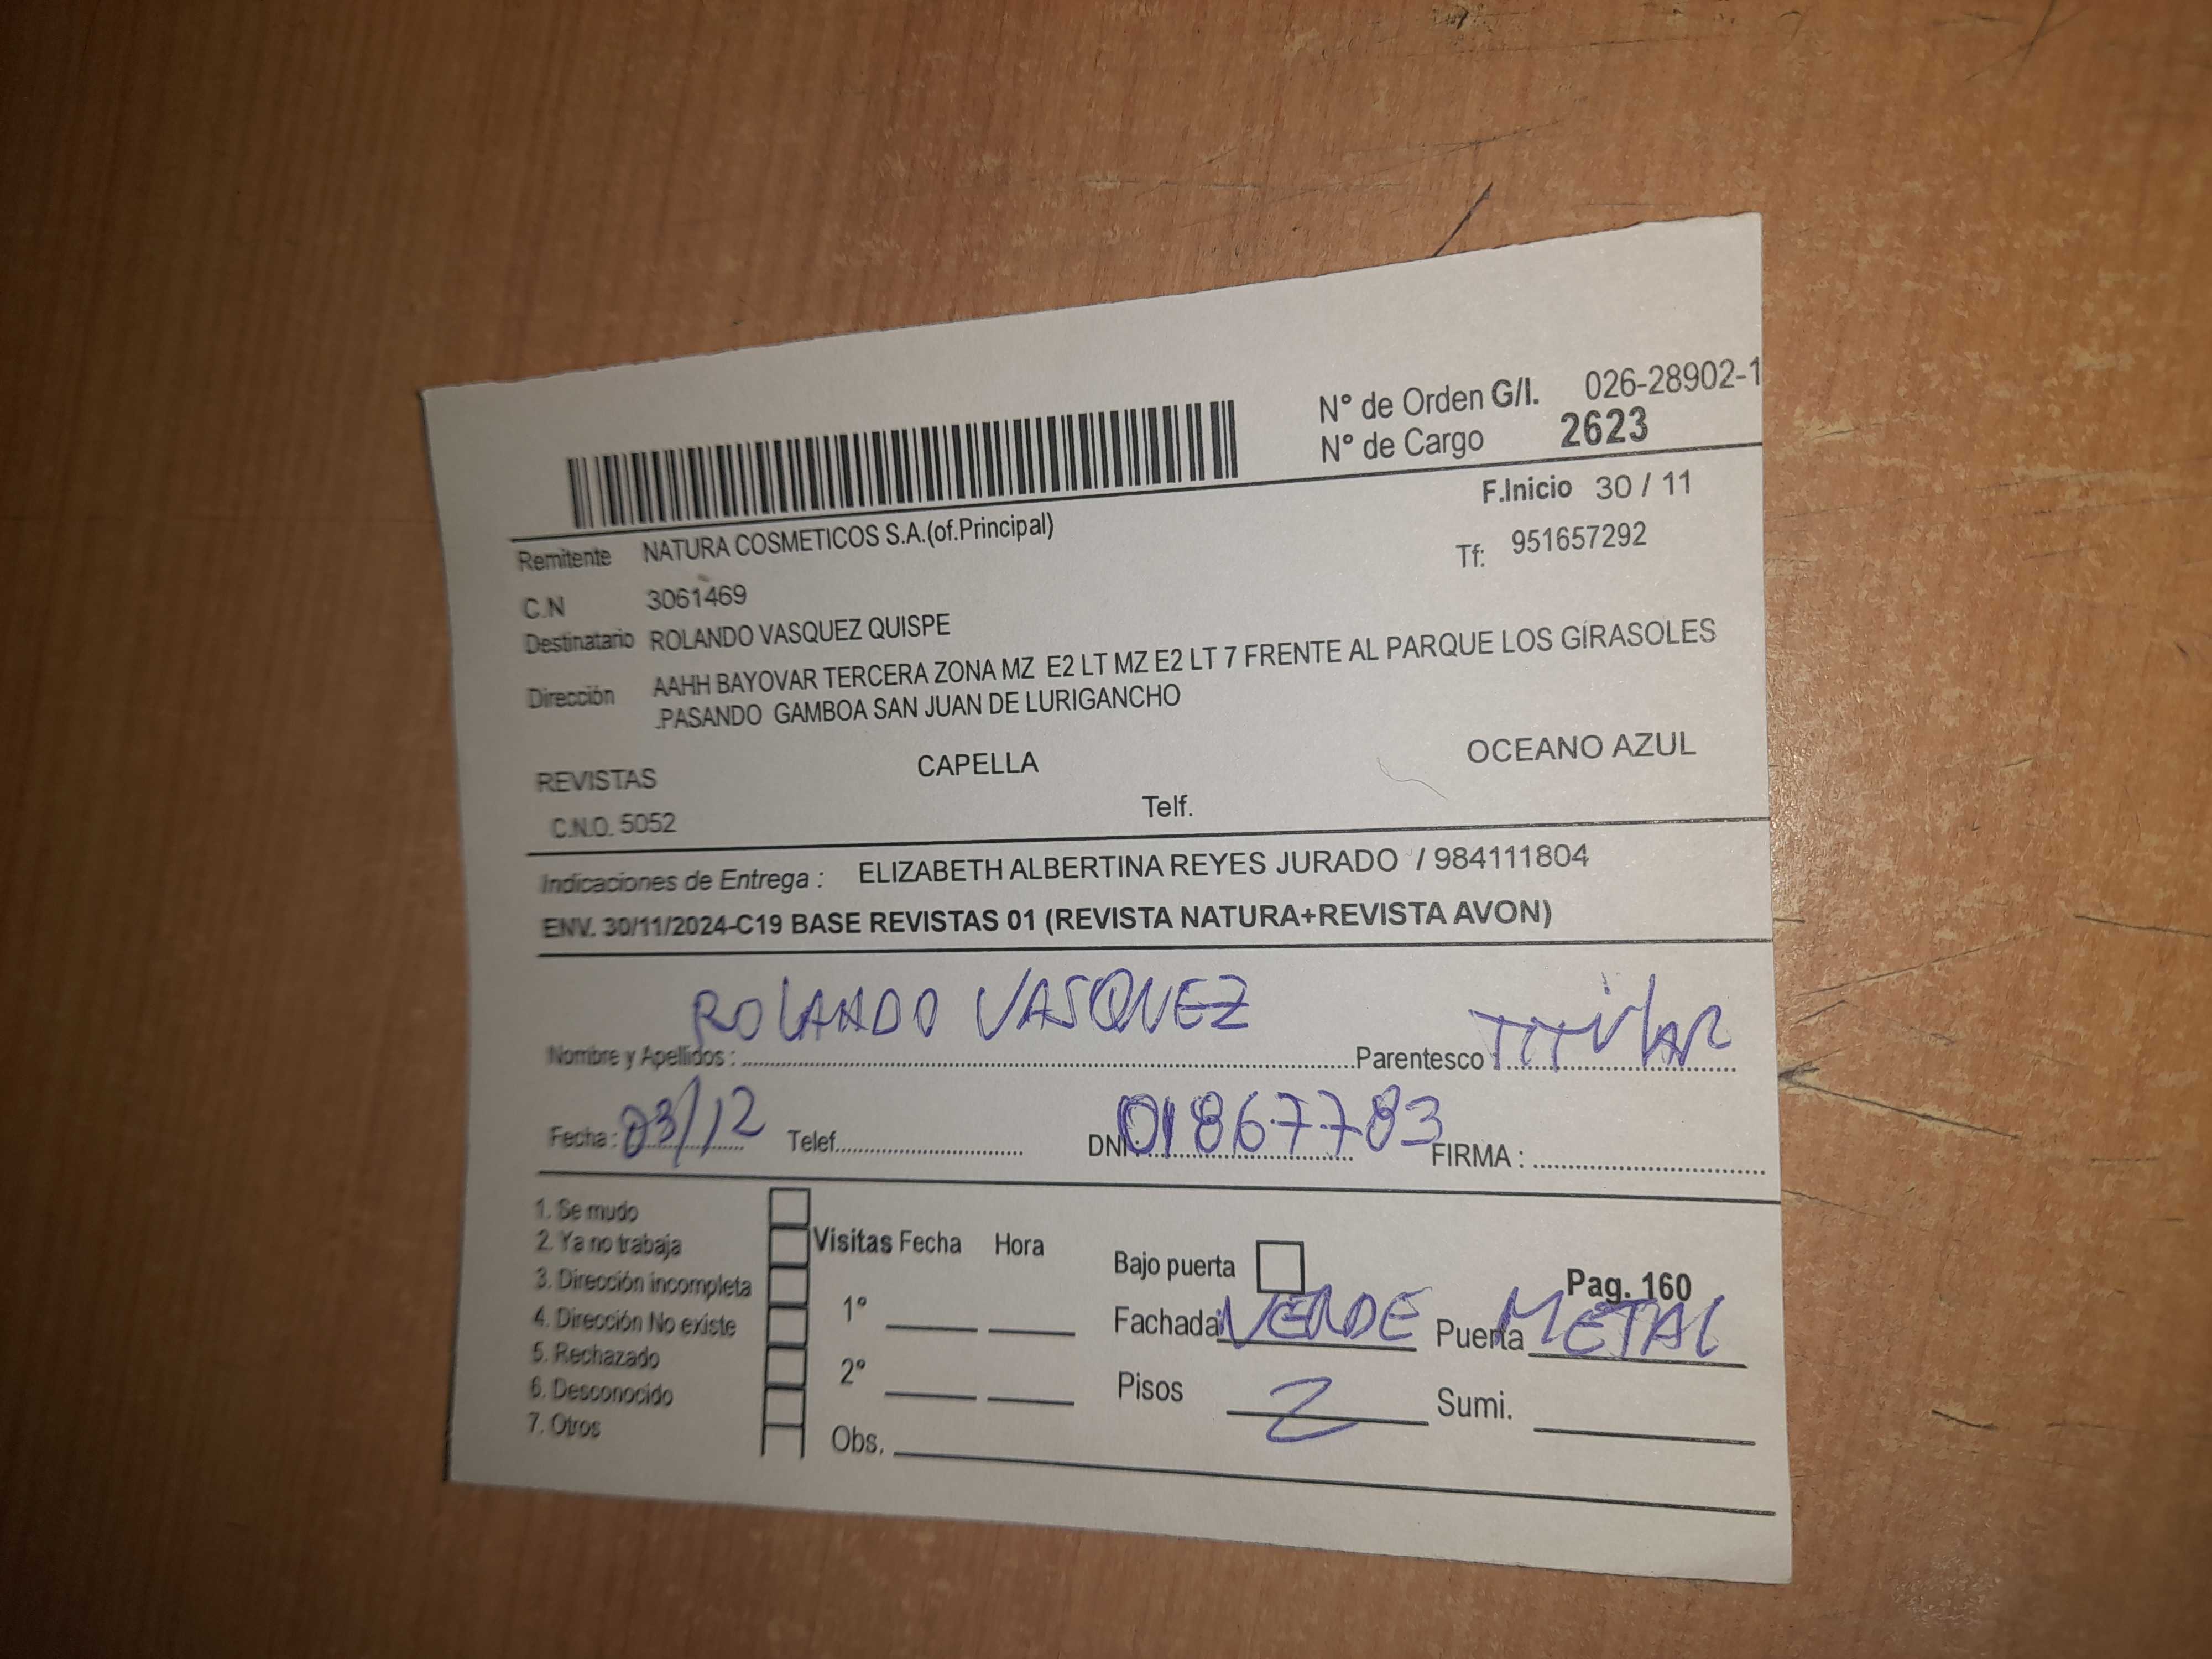 N° de Orden G/I. 026-28902-1
N° de Cargo 2623
F.Inicio 30 / 11
Remitente NATURA COSMETICOS S.A.(of.Principal)
Tf: 951657292
C.N 3061469
Destinatario ROLANDO VASQUEZ QUISPE
Dirección AAHH BAYOVAR TERCERA ZONA MZ E2 LT MZ E2 LT 7 FRENTE AL PARQUE LOS GIRASOLES
.PASANDO GAMBOA SAN JUAN DE LURIGANCHO
REVISTAS CAPELLA OCEANO AZUL
C.N.O. 5052 Telf.
Indicaciones de Entrega : ELIZABETH ALBERTINA REYES JURADO / 984111804
ENV. 30/11/2024-C19 BASE REVISTAS 01 (REVISTA NATURA+REVISTA AVON)
Nombre y Apellidos : ROLANDO VASQUEZ Parentesco : TITULAR
Fecha : 03/12 Telef. DNI: 01867783 FIRMA :
1. Se mudo
2. Ya no trabaja
3. Dirección incompleta
4. Dirección No existe
5. Rechazado
6. Desconocido
7. Otros
Visitas Fecha Hora
1°
2°
Obs.
Bajo puerta
Pag. 160
Fachada VERDE Puerta METAL
Pisos 2 Sumi.